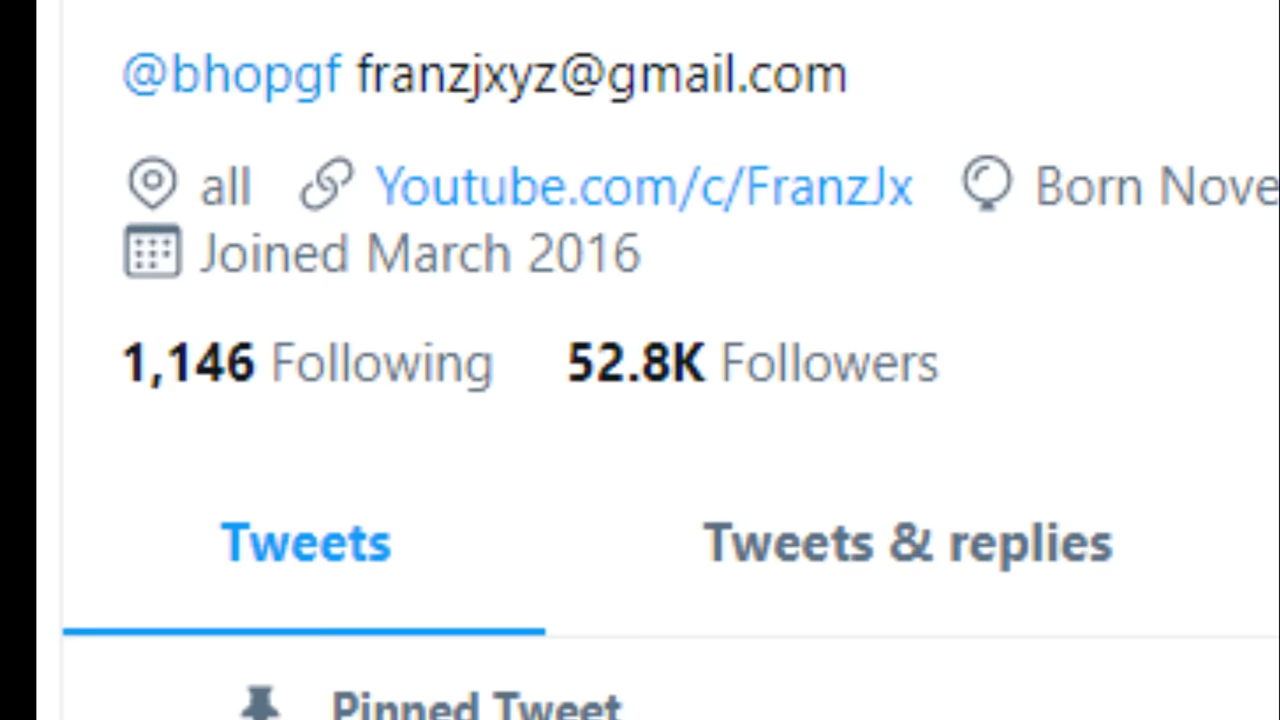 @bhopgf franzjxyz@gmail.com
all Youtube.com/c/FranzJx Born Nove
Joined March 2016
1,146 Following 52.8K Followers
Tweets Tweets & replies
Pinned Tweet